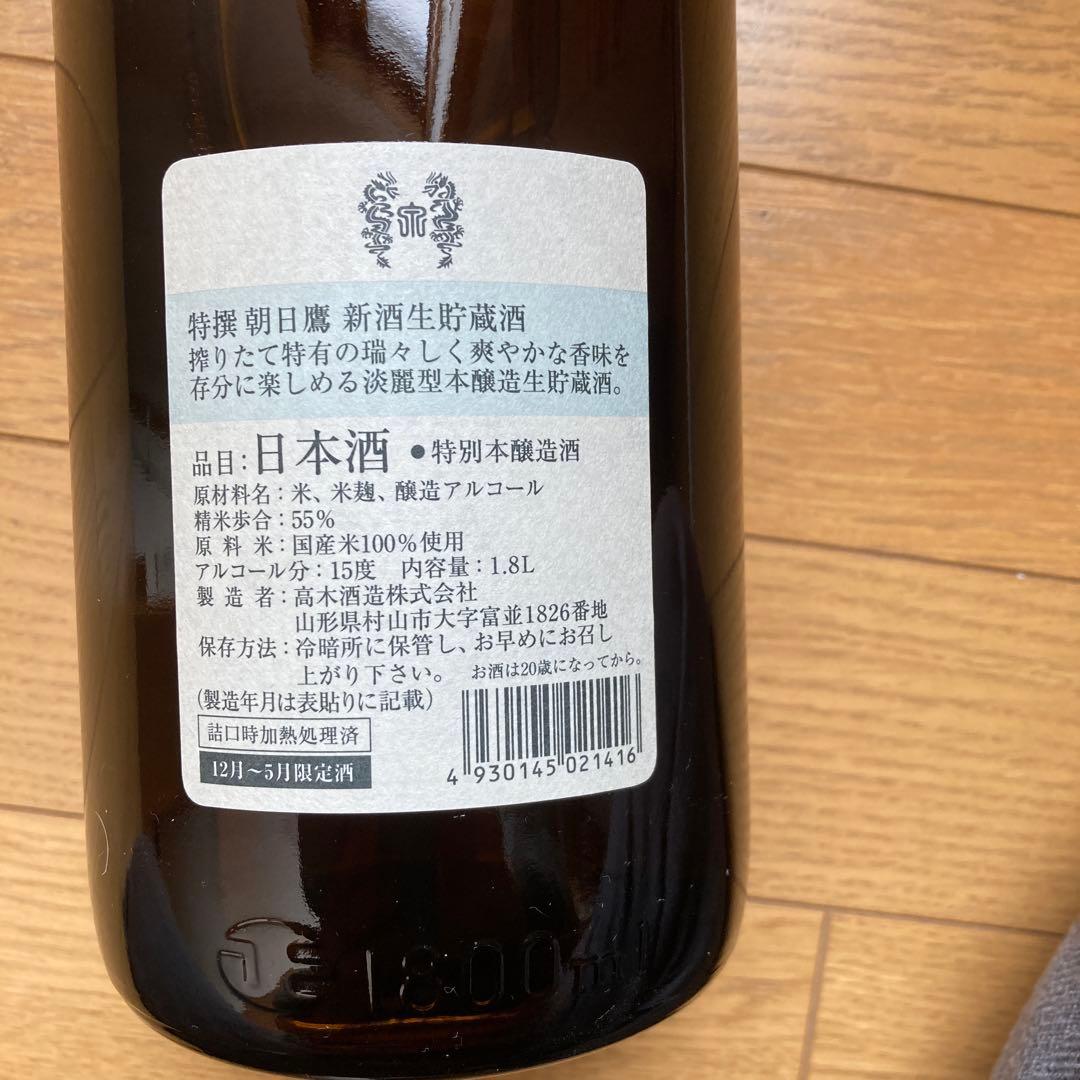 特撰 朝日鷹 新酒生貯蔵酒
搾りたて特有の瑞々しく爽やかな香味を
存分に楽しめる淡麗型本醸造生貯蔵酒。
品目:日本酒 ●特別本醸造酒
原材料名:米、米麹、醸造アルコール
精米歩合:55%
原料米:国産米100%使用
アルコール分:15度 内容量:1.8L
製造者:高木酒造株式会社
山形県村山市大字富並1826番地
保存方法:冷暗所に保管し、お早めにお召し
上がり下さい。 お酒は20歳になってから。
(製造年月は表貼りに記載)
詰口時加熱処理済
12月〜5月限定酒
4 930145 021416
1800ml